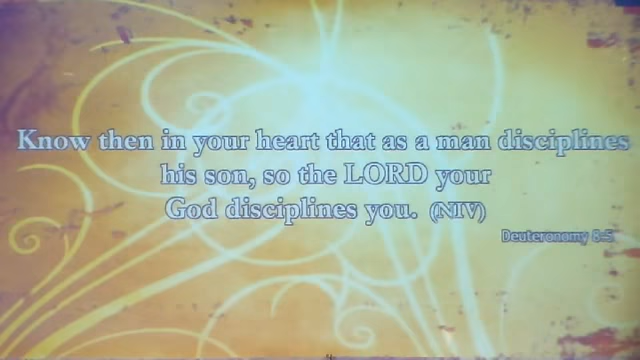 Know then in your heart that as a man disciplines
his son, so the LORD your
God disciplines you. (NIV)
Deuteronomy 8:5